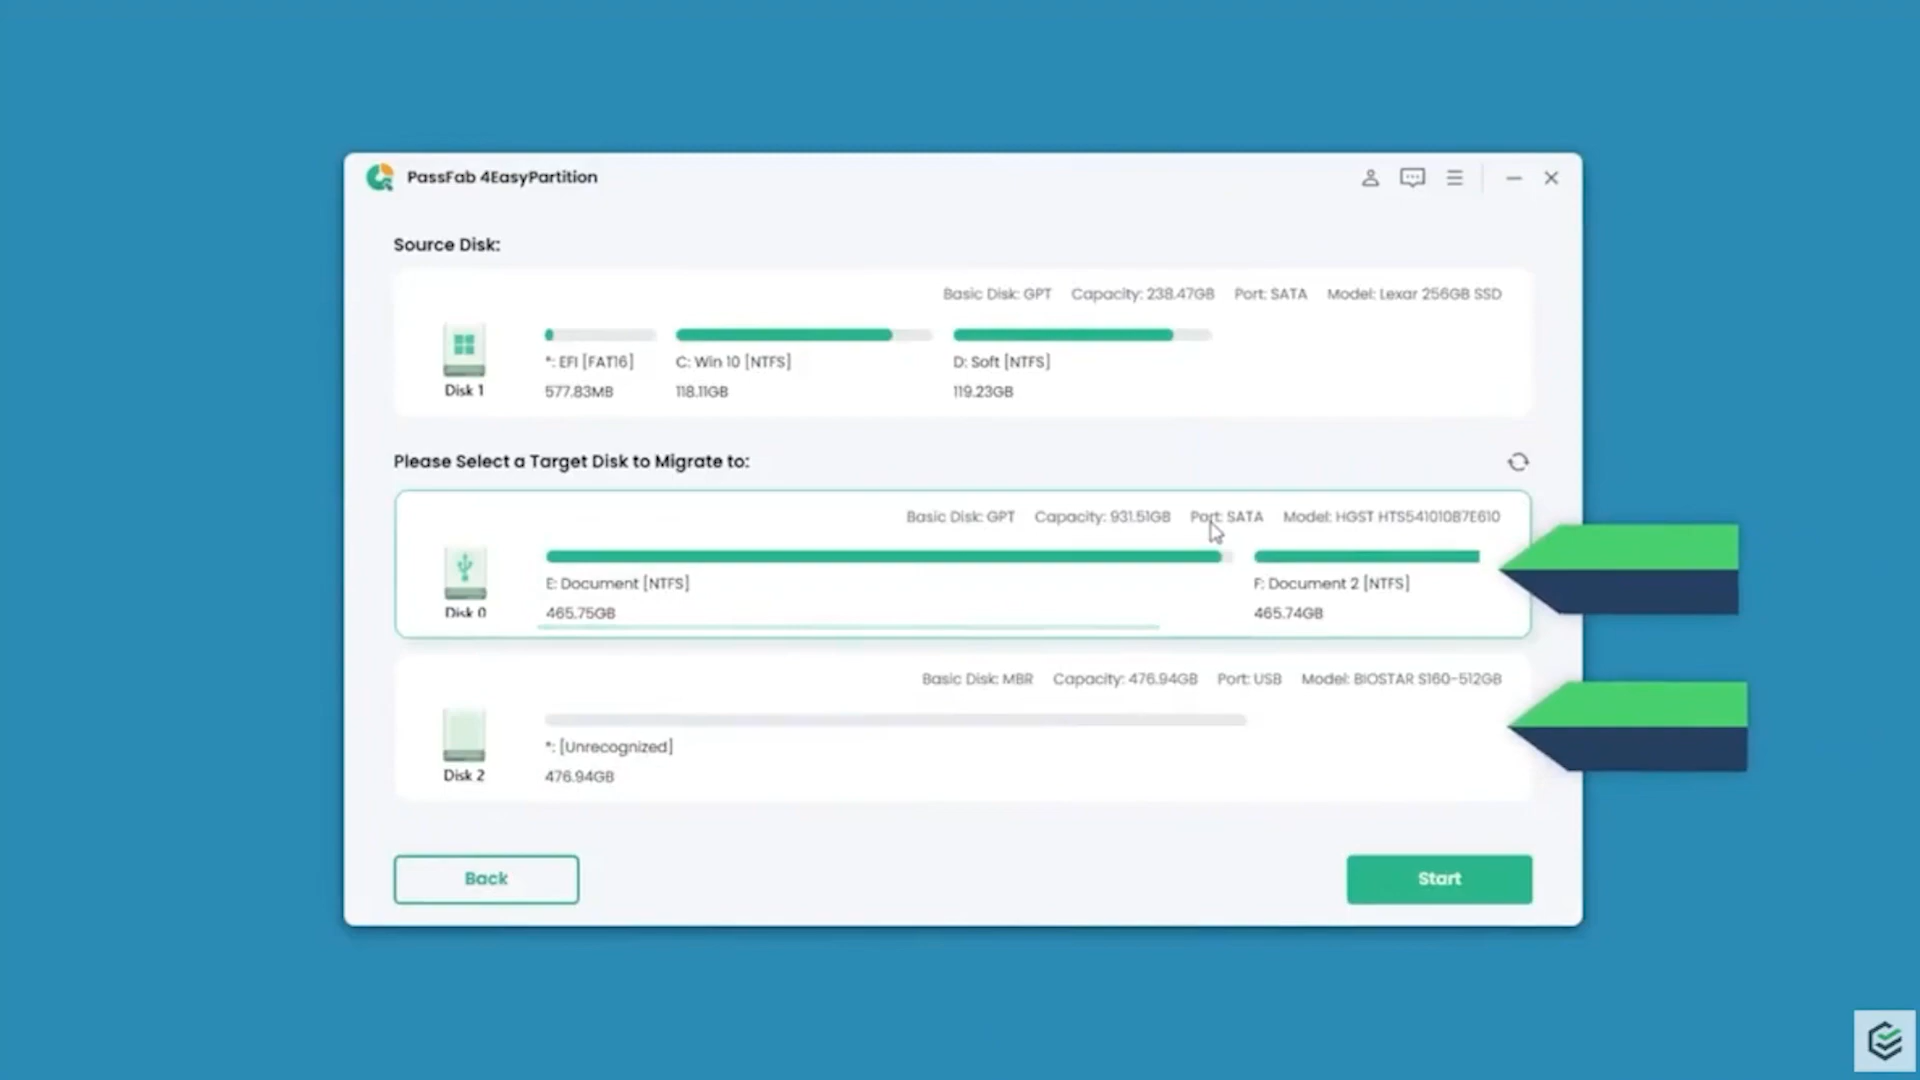 PassFab 4EasyPartition
Source Disk:
Basic Disk: GPT Capacity: 238.47GB Port: SATA Model: Lexar 256GB SSD
*: EFI [FAT16] C: Win 10 [NTFS] D: Soft [NTFS]
Disk 1 577.83MB 118.11GB 119.23GB
Please Select a Target Disk to Migrate to:
Basic Disk: GPT Capacity: 931.51GB Port: SATA Model: HGST HTS541010B7E610
E: Document [NTFS] F: Document 2 [NTFS]
Disk 0 465.75GB 465.74GB
Basic Disk: MBR Capacity: 476.94GB Port: USB Model: BIOSTAR S160-512GB
*: [Unrecognized]
Disk 2 476.94GB
Back Start